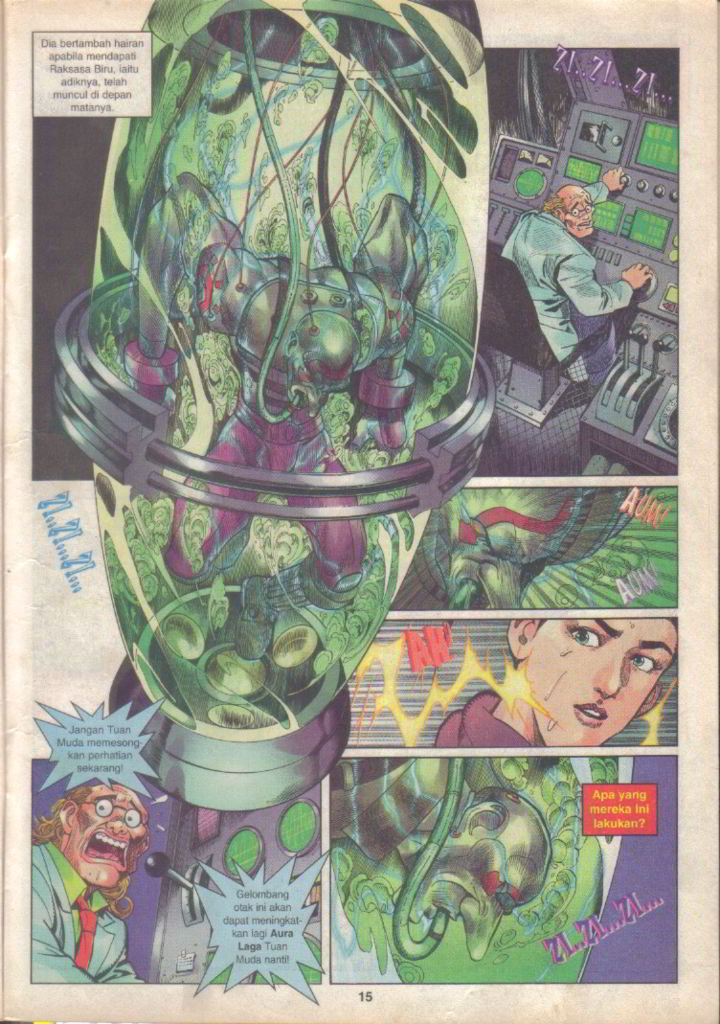 Dia bertambah hairan
apabila mendapati
Raksasa Biru, iaitu
adiknya, telah
muncul di depan
matanya.
ZI..ZI...ZI...
ZI..ZI...ZI....
AUM!
AUM!
AH!
Jangan Tuan
Muda memesong-
kan perhatian
sekarang!
Gelombang
otak ini akan
dapat meningkat-
kan lagi Aura
Laga Tuan
Muda nanti!
Apa yang
mereka ini
lakukan?
ZI..ZI...ZI....
15